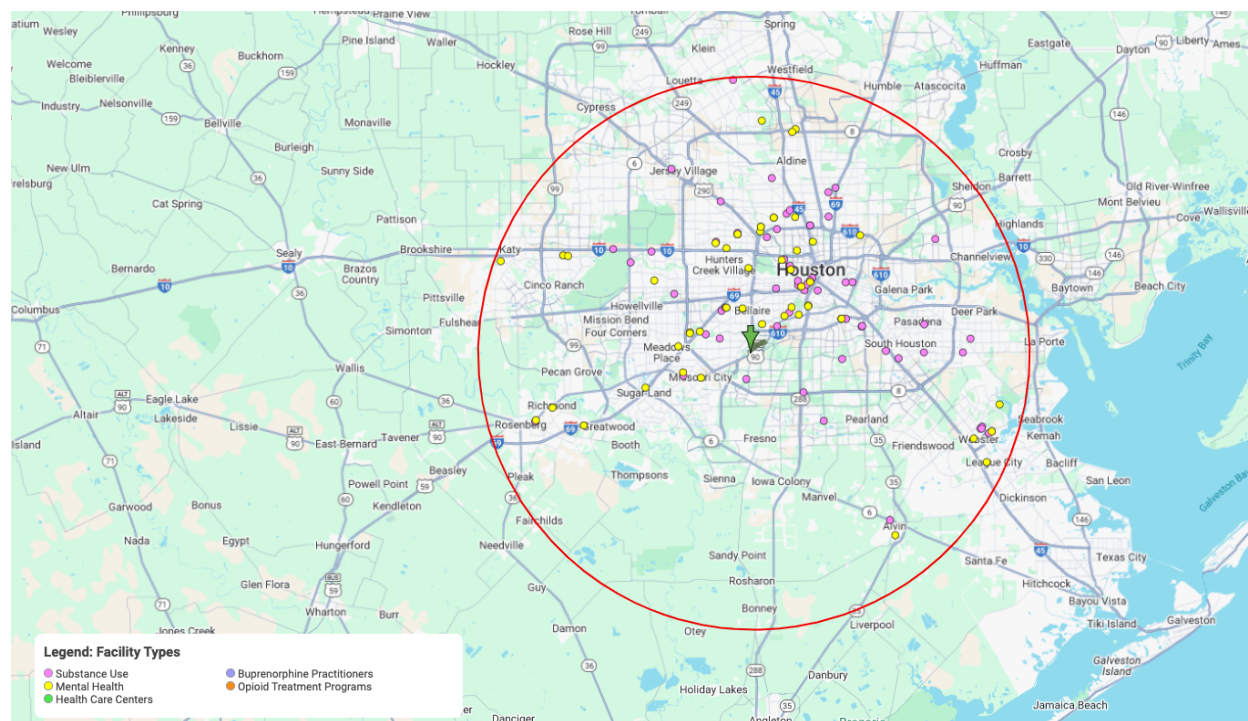 Phillipsburg
Hempstead
Prairie View
Tomball
Spring
Wesley
Pine Island
Waller
Rose Hill
Klein
Eastgate
Dayton
Liberty
Ames
Kenney
Buckhorn
Hockley
Louetta
Westfield
Huffman
Welcome
Bleiblerville
Humble
Atascocita
Industry
Nelsonville
Bellville
Monaville
Cypress
Burleigh
Aldine
Crosby
New Ulm
Sunny Side
Jersey Village
Barrett
Sheldon
Old River-Winfree
Cat Spring
Pattison
Mont Belvieu
Cove
Wallisville
Highlands
Sealy
Brookshire
Katy
Hunters
Creek Village
Channelview
Bernardo
Brazos
Country
Houston
Cinco Ranch
Galena Park
Baytown
Beach City
Pittsville
Howellville
Columbus
Simonton
Fulshear
Mission Bend
Four Corners
Bellaire
Pasadena
Deer Park
Meadows
Place
South Houston
La Porte
Trinity Bay
Wallis
Pecan Grove
Missouri City
Sugar Land
Eagle Lake
Altair
Lakeside
Lissie
East Bernard
Tavener
Richmond
Rosenberg
Greatwood
Booth
Fresno
Pearland
Friendswood
Seabrook
Kemah
Webster
League City
Bacliff
Beasley
Pleak
Thompsons
Sienna
Iowa Colony
Manvel
San Leon
Garwood
Bonus
Powell Point
Kendleton
Fairchilds
Dickinson
Galveston Bay
Alvin
Nada
Egypt
Hungerford
Needville
Sandy Point
Santa Fe
Texas City
Glen Flora
Guy
Rosharon
Hitchcock
Wharton
Burr
Bonney
Bayou Vista
Tiki Island
Galveston
Jones Creek
Damon
Otey
Liverpool
Galveston
Island
Danbury
Holiday Lakes
Angleton
Danciger
Jamaica Beach
Legend: Facility Types
Substance Use
Mental Health
Health Care Centers
Buprenorphine Practitioners
Opioid Treatment Programs